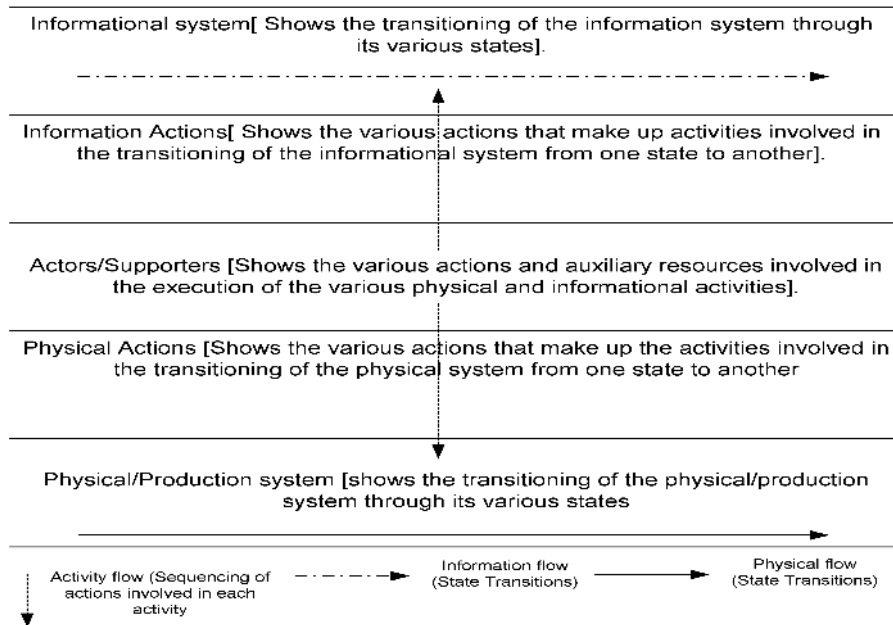 Informational system[ Shows the transitioning of the information system through
its various states].
Information Actions[ Shows the various actions that make up activities involved in
the transitioning of the informational system from one state to another].
Actors/Supporters [Shows the various actions and auxiliary resources involved in
the execution of the various physical and informational activities].
Physical Actions [Shows the various actions that make up the activities involved in
the transitioning of the physical system from one state to another
Physical/Production system [shows the transitioning of the physical/production
system through its various states
Activity flow (Sequencing of
actions involved in each
activity
Information flow
(State Transitions)
Physical flow
(State Transitions)